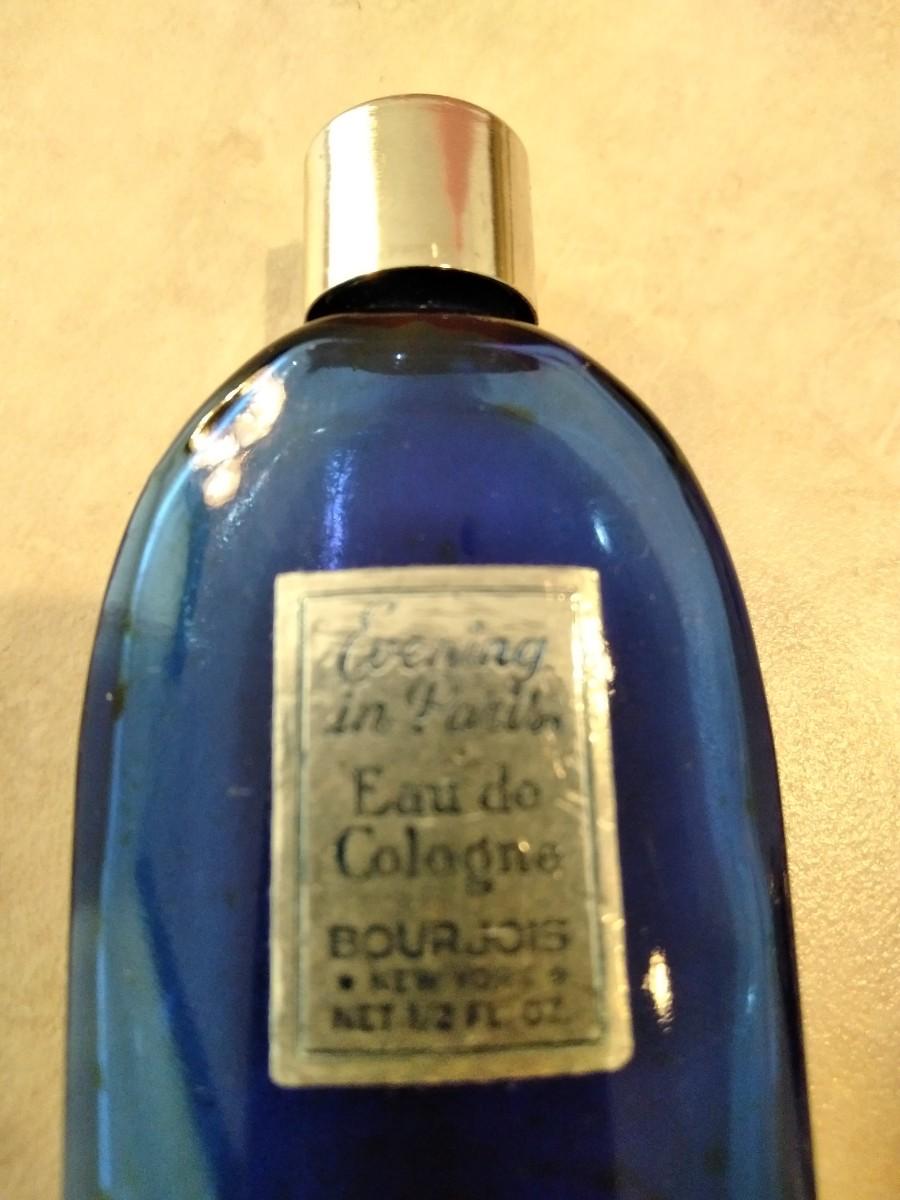 Evening
in Paris
Eau de
Cologne
BOURJOIS
★ NEW YORK ★
NET 1/2 FL OZ